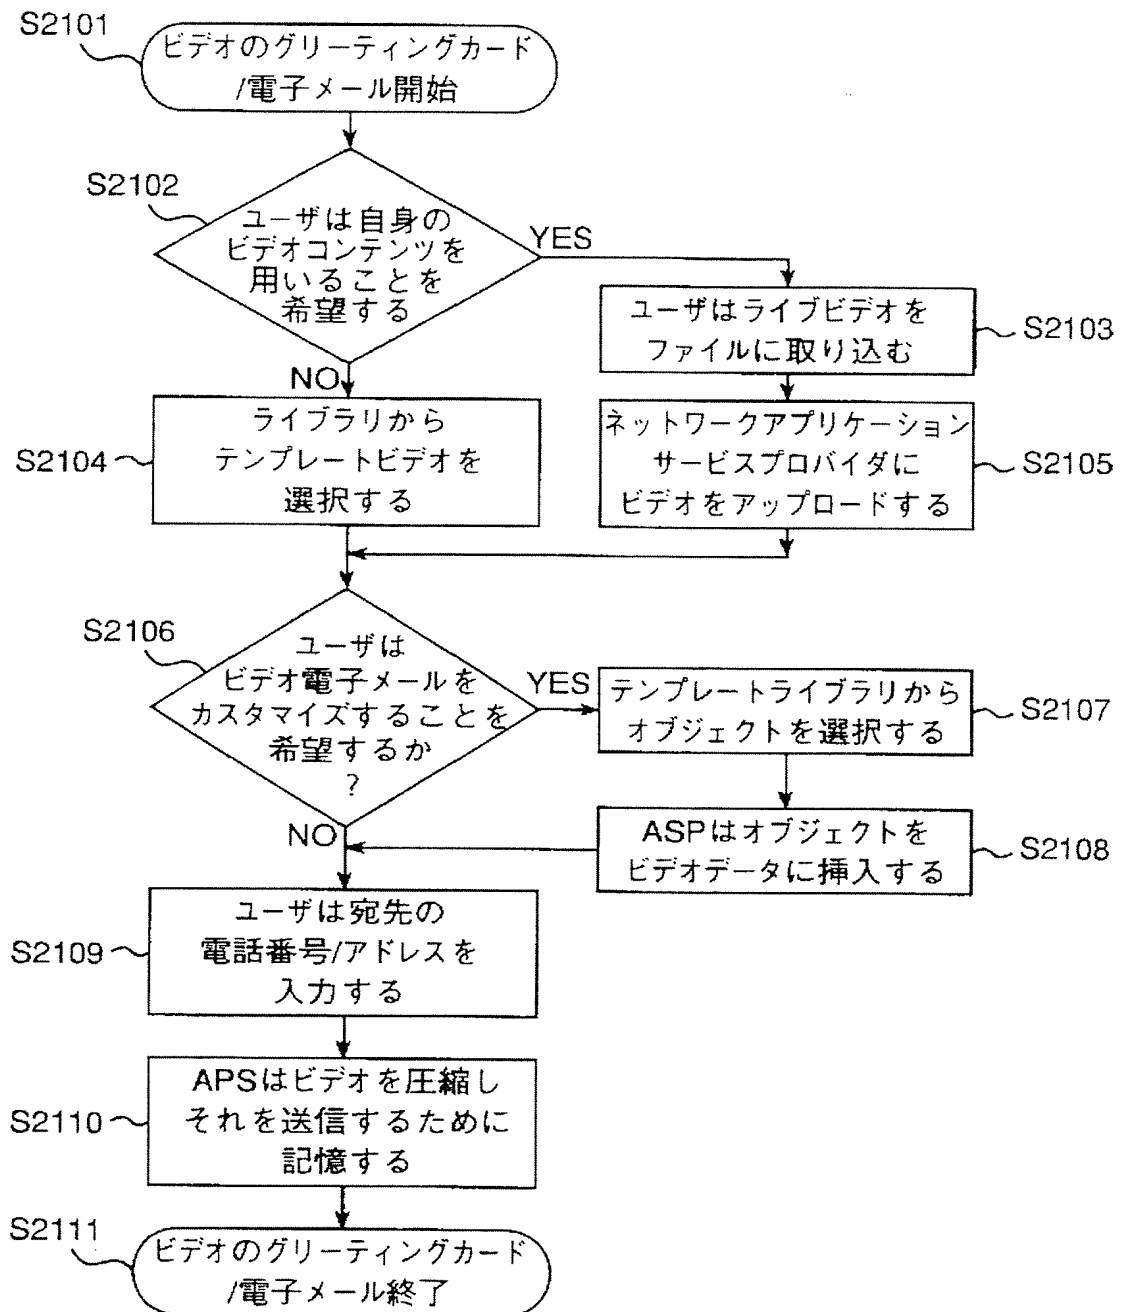 S2101
ビデオのグリーティングカード
/電子メール開始
S2102
ユーザは自身の
ビデオコンテンツを
用いることを
希望する
YES
NO
ユーザはライブビデオを
ファイルに取り込む
S2103
S2104
ライブラリから
テンプレートビデオを
選択する
ネットワークアプリケーション
サービスプロバイダに
ビデオをアップロードする
S2105
S2106
ユーザは
ビデオ電子メールを
カスタマイズすることを
希望するか
?
YES
NO
テンプレートライブラリから
オブジェクトを選択する
S2107
ASPはオブジェクトを
ビデオデータに挿入する
S2108
S2109
ユーザは宛先の
電話番号/アドレスを
入力する
S2110
APSはビデオを圧縮し
それを送信するために
記憶する
S2111
ビデオのグリーティングカード
/電子メール終了